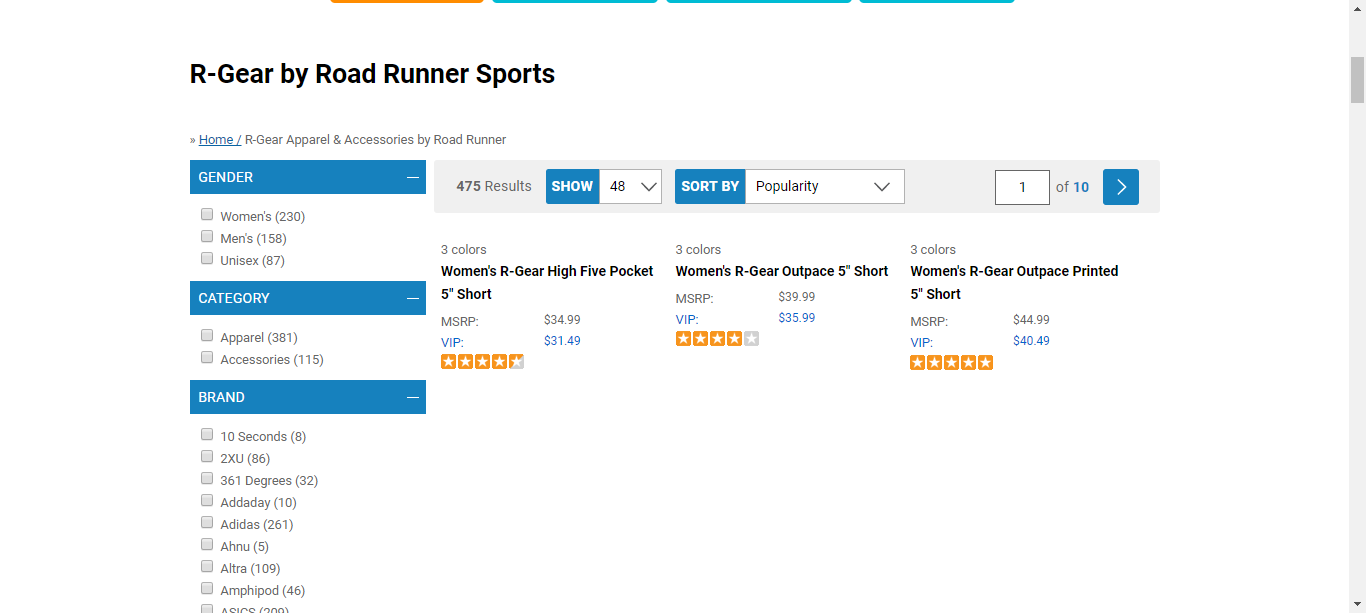 R-Gear by Road Runner Sports
» Home / R-Gear Apparel & Accessories by Road Runner
GENDER
Women's (230)
Men's (158)
Unisex (87)
CATEGORY
Apparel (381)
Accessories (115)
BRAND
10 Seconds (8)
2XU (86)
361 Degrees (32)
Addaday (10)
Adidas (261)
Ahnu (5)
Altra (109)
Amphipod (46)
ASICS (209)
475 Results SHOW 48 SORT BY Popularity 1 of 10
3 colors
Women's R-Gear High Five Pocket
5" Short
MSRP: $34.99
VIP: $31.49
3 colors
Women's R-Gear Outpace 5" Short
MSRP: $39.99
VIP: $35.99
3 colors
Women's R-Gear Outpace Printed
5" Short
MSRP: $44.99
VIP: $40.49